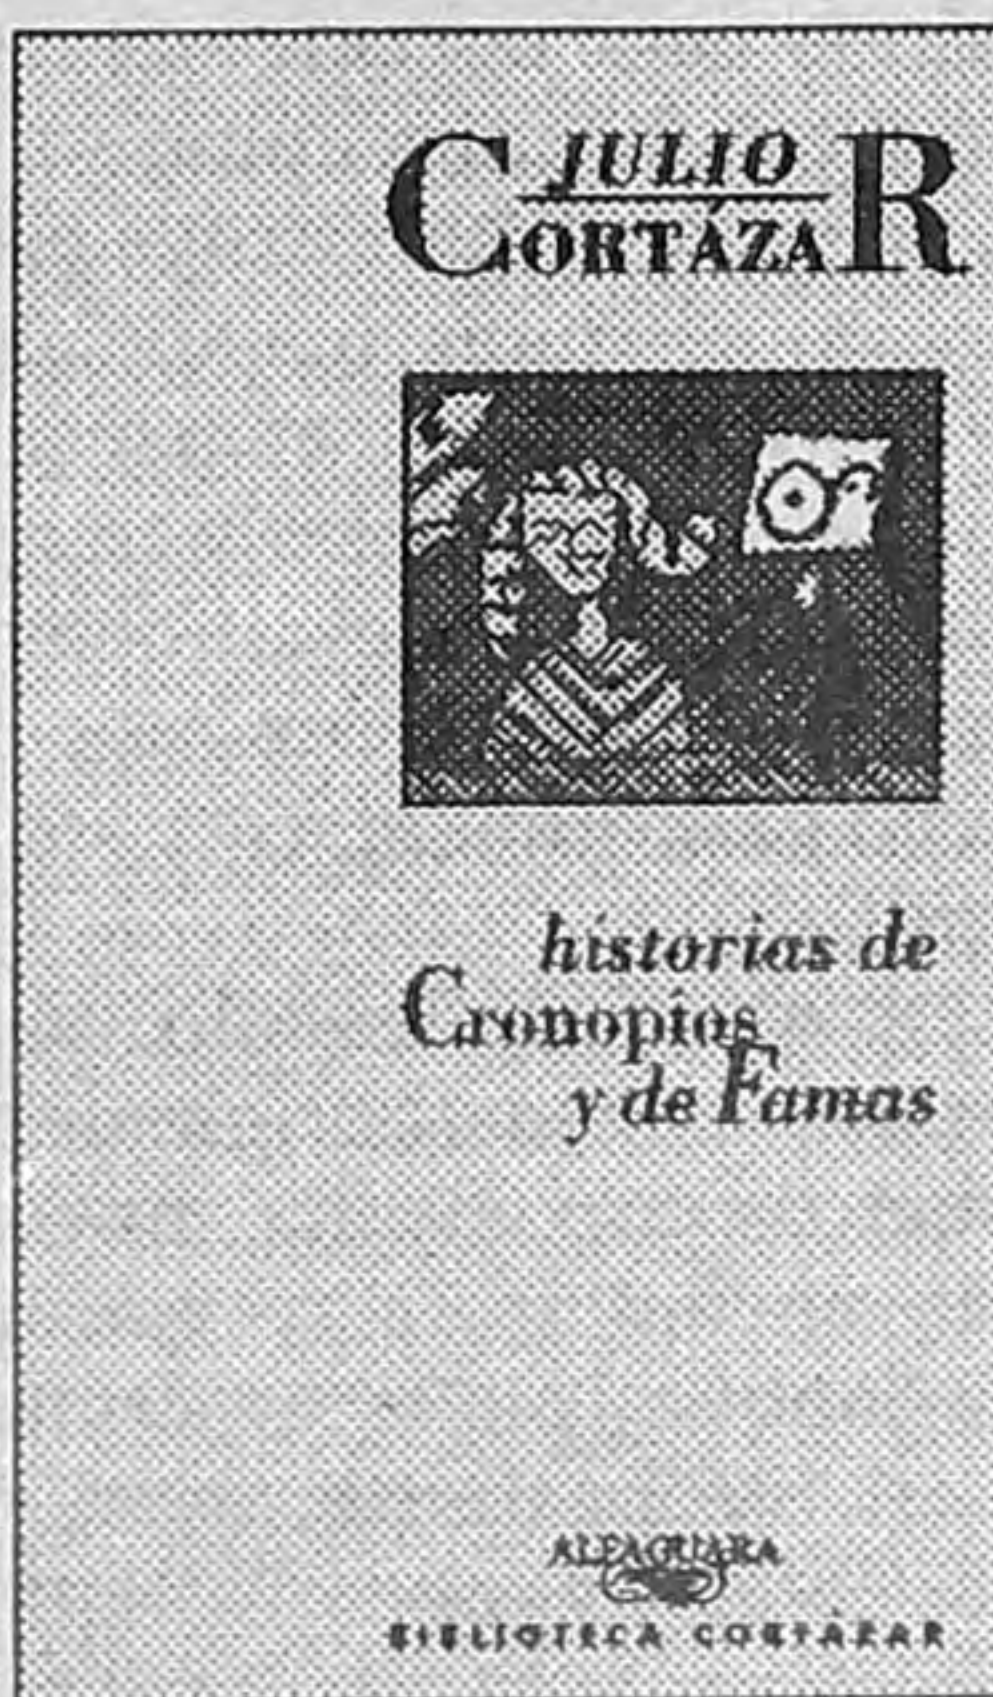 JULIO
CORTÁZAR
historias de
Cronopios
y de Famas
ALFAGUARA
BIBLIOTECA CORTÁZAR